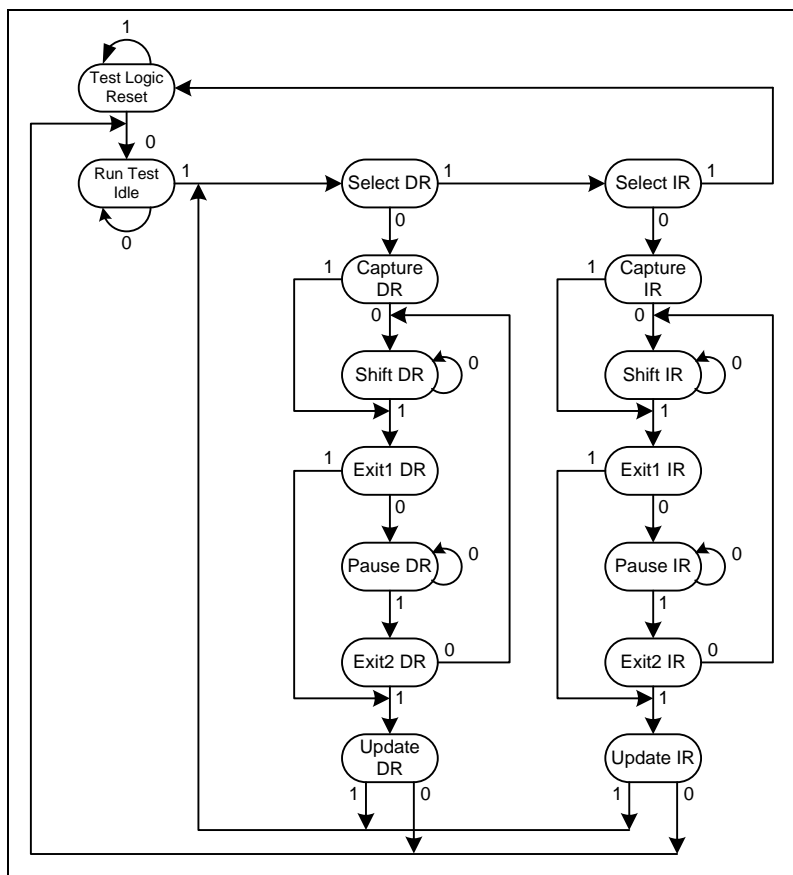 1
Test Logic
Reset
0
Run Test
Idle
1
0
Select DR
1
Select IR
1
0
0
1
Capture
DR
1
Capture
IR
0
0
Shift DR
0
Shift IR
0
1
1
1
Exit1 DR
1
Exit1 IR
0
0
Pause DR
0
Pause IR
0
1
1
Exit2 DR
0
Exit2 IR
0
1
1
Update
DR
Update IR
1
0
1
0